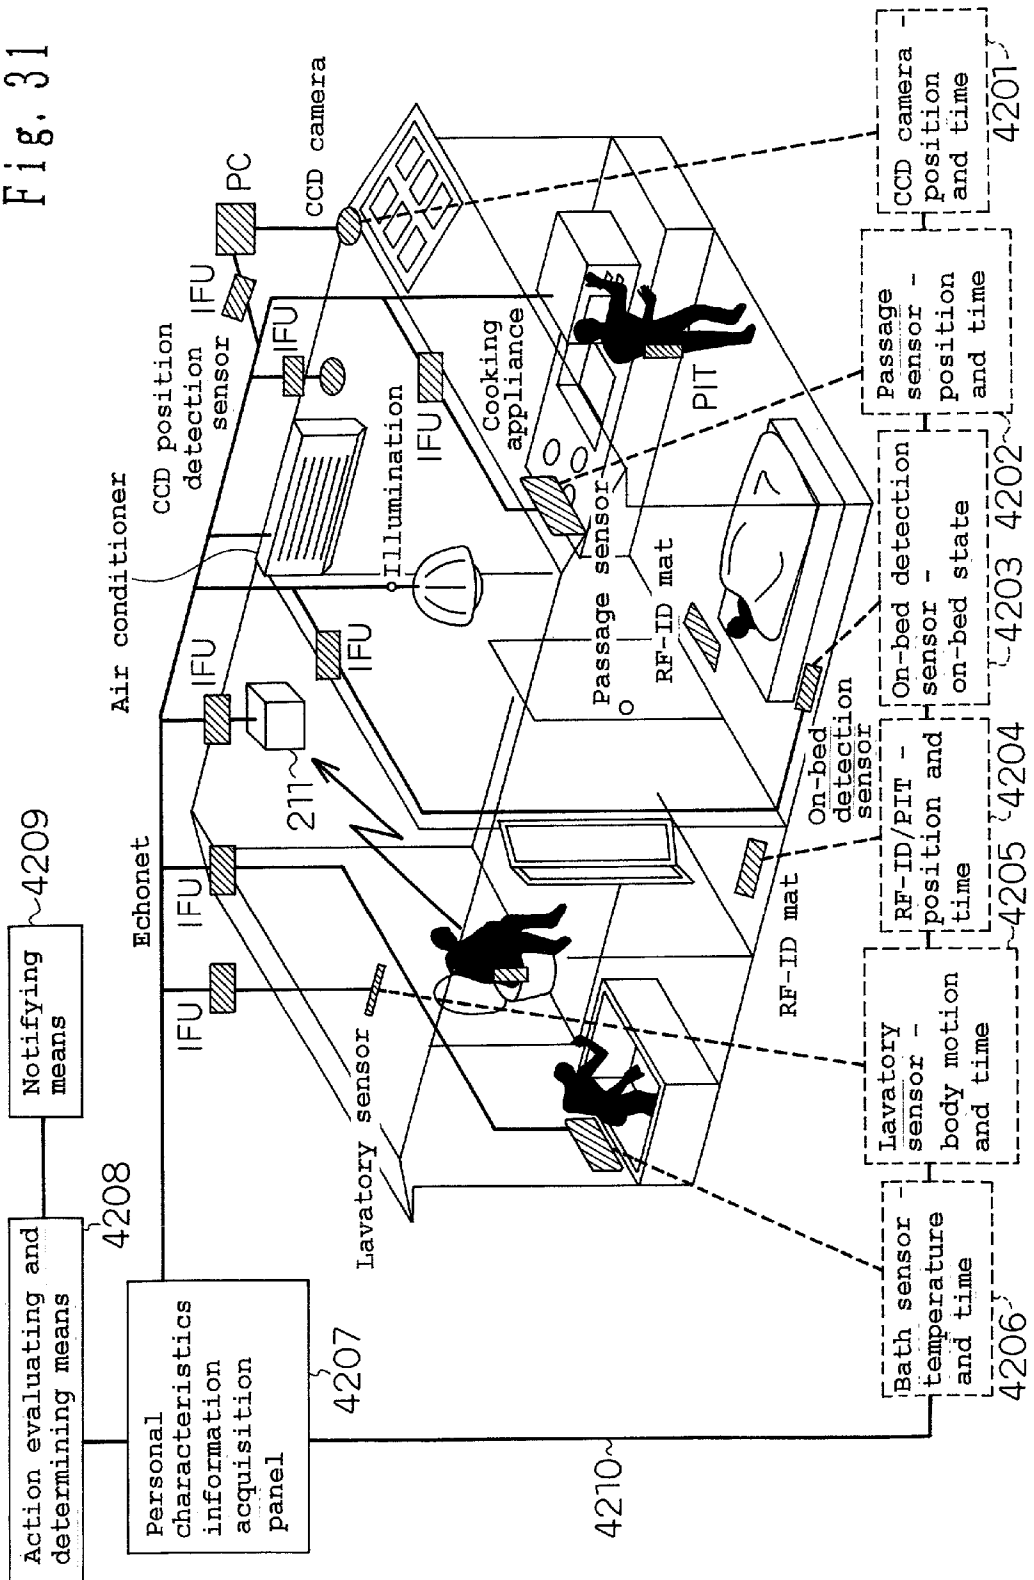 Fig. 31
Action evaluating and
determining means
4208
Notifying
means
4209
Personal
characteristics
information
acquisition
panel
4207
4210
Echonet
IFU
IFU
IFU
211
Air conditioner
CCD position
detection
sensor
IFU
IFU
PC
CCD camera
IFU
Illumination
IFU
Cooking
appliance
Lavatory sensor
Passage sensor
PIT
RF-ID mat
RF-ID mat
On-bed
detection
sensor
Bath sensor -
temperature
and time
4206
Lavatory
sensor -
body motion
and time
4205
RF-ID/PIT -
position and
time
4204
On-bed detection
sensor -
on-bed state
4203
Passage
sensor -
position
and time
4202
CCD camera -
position
and time
4201